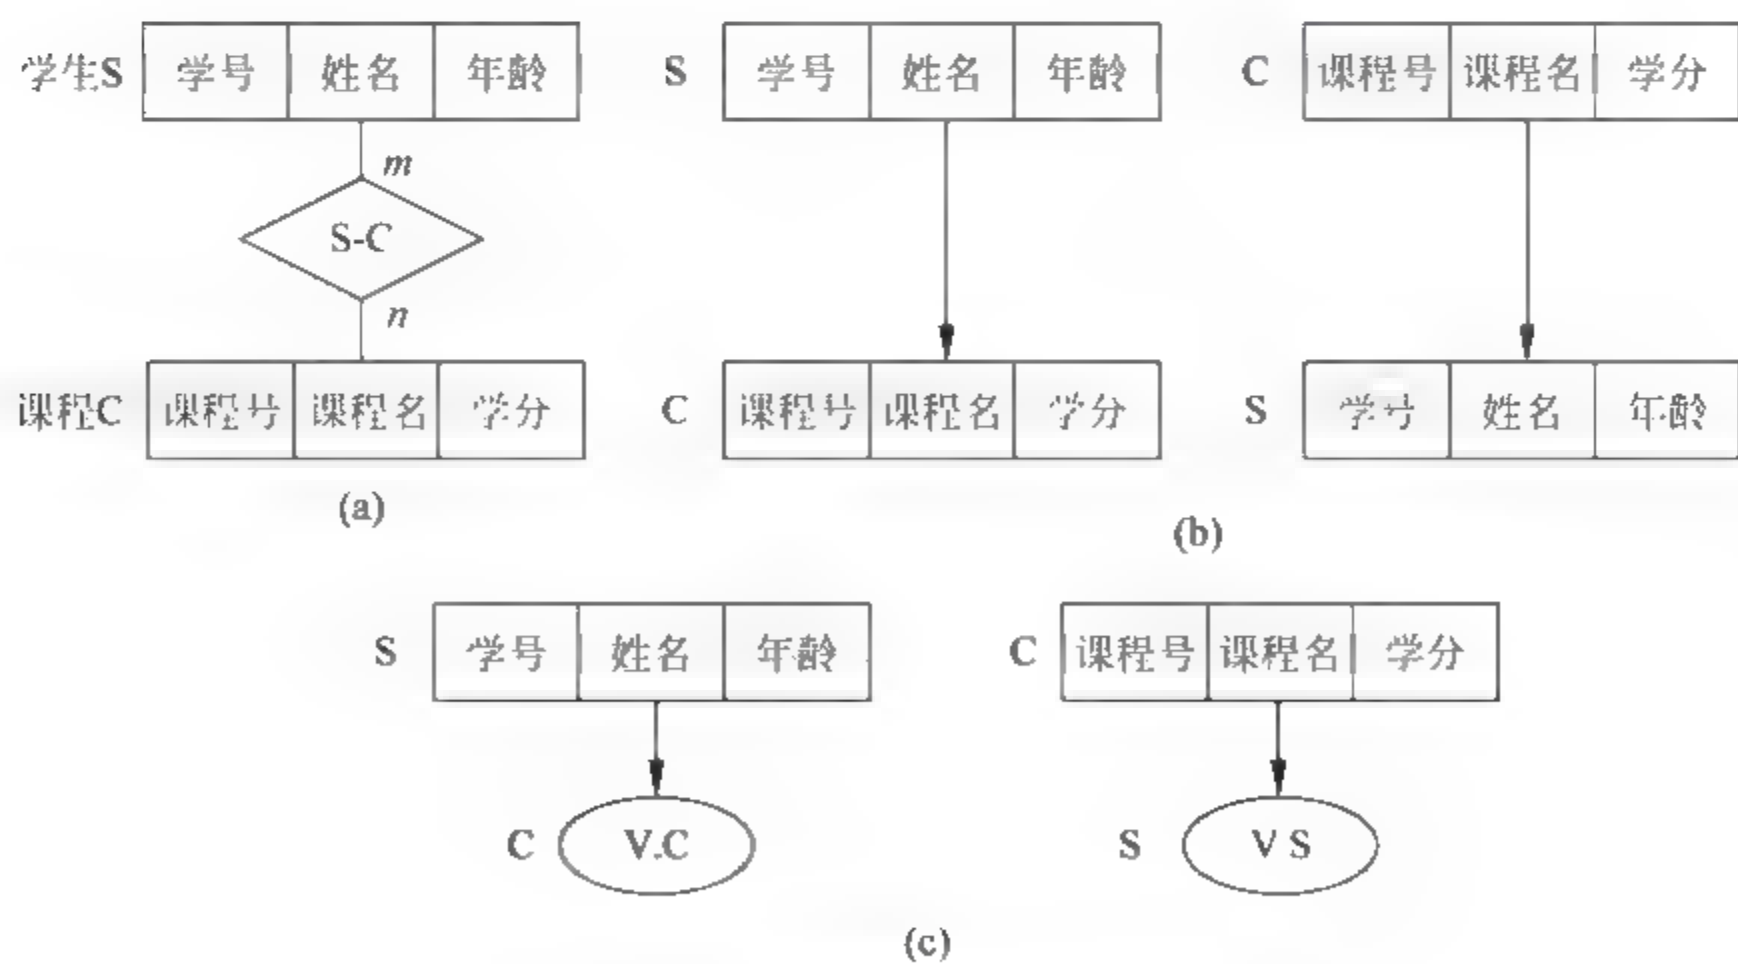 学生S 学号 姓名 年龄 S 学号 姓名 年龄 C 课程号 课程名 学分
m
S-C
n
课程C 课程号 课程名 学分 C 课程号 课程名 学分 S 学号 姓名 年龄
(a)
(b)
S 学号 姓名 年龄 C 课程号 课程名 学分
C V.C S V S
(c)